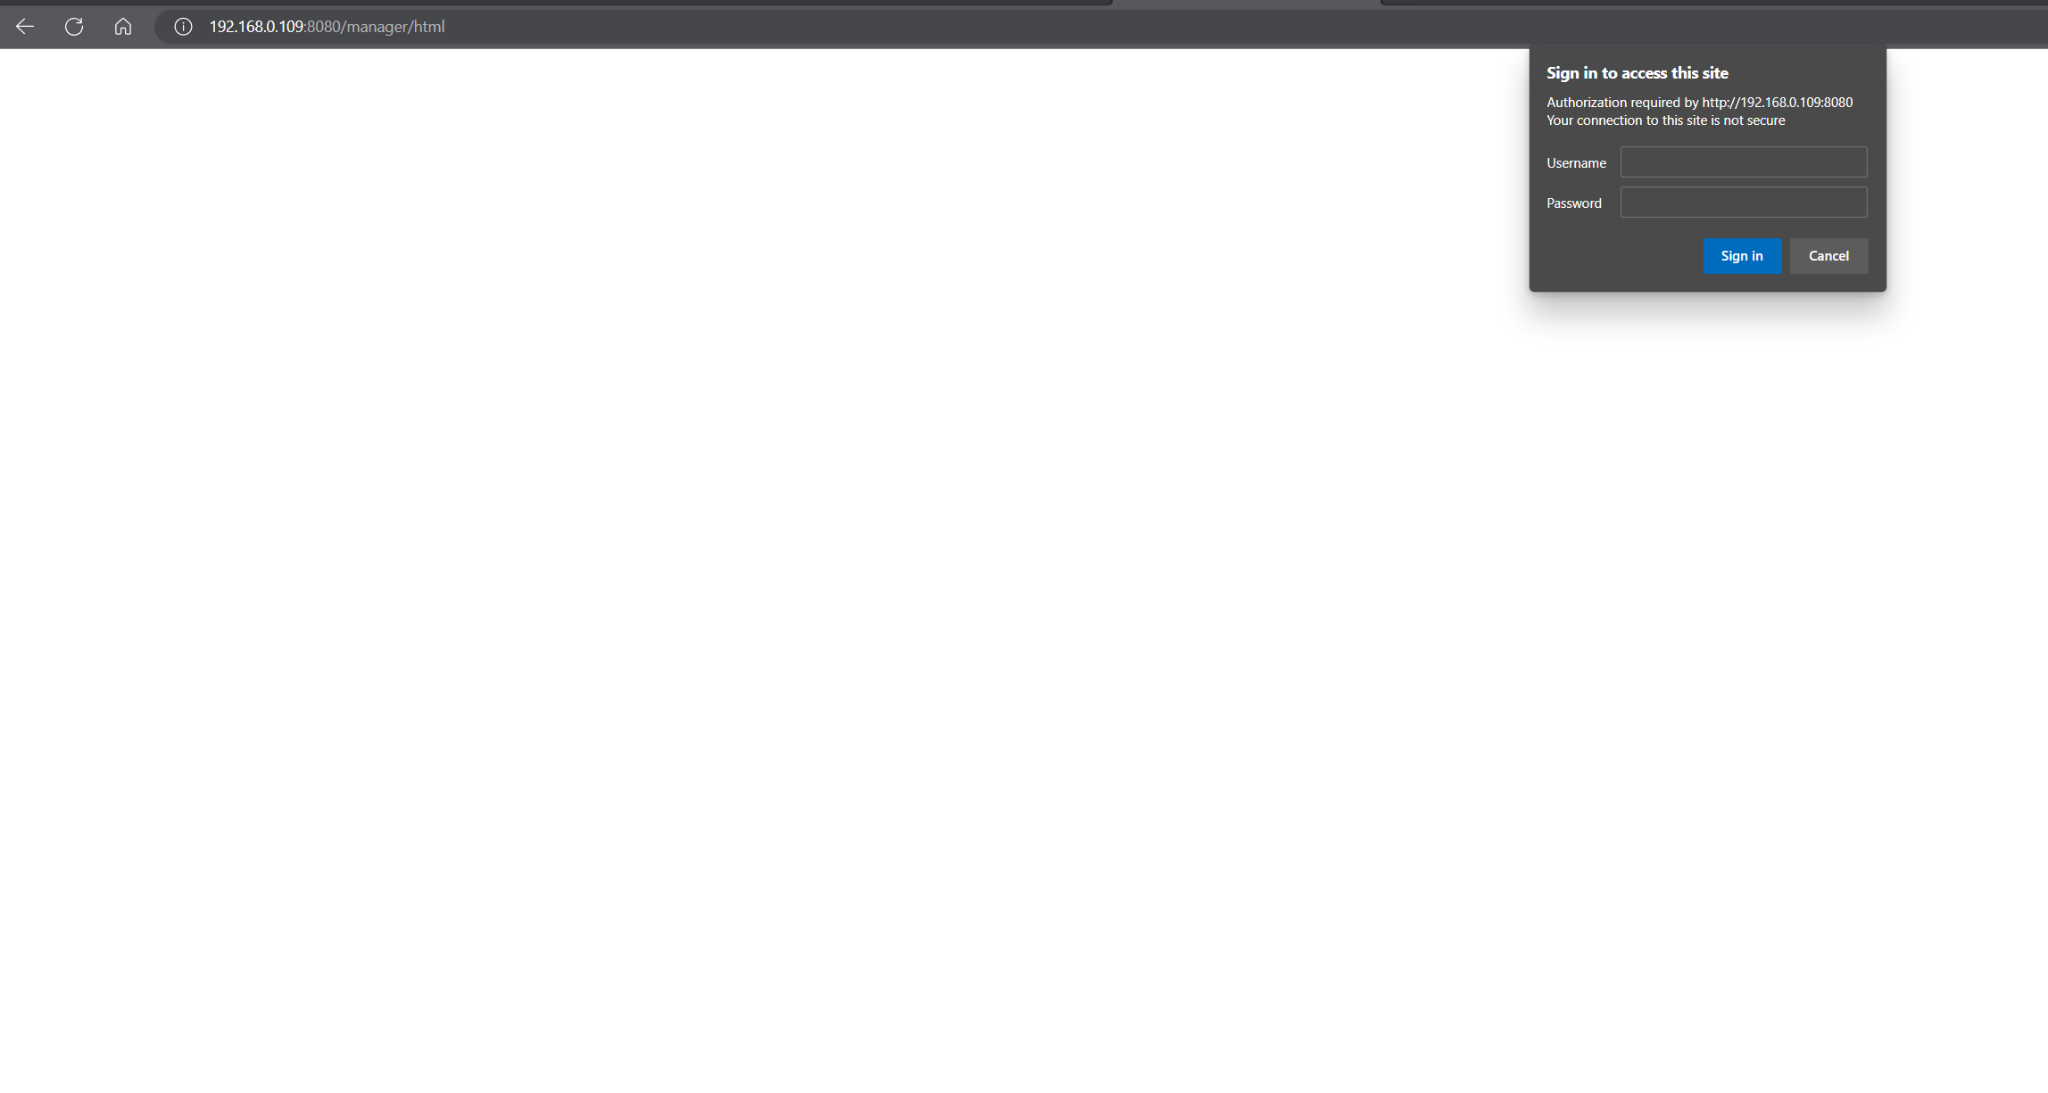 192.168.0.109:8080/manager/html
Sign in to access this site
Authorization required by http://192.168.0.109:8080
Your connection to this site is not secure
Username
Password
Sign in
Cancel